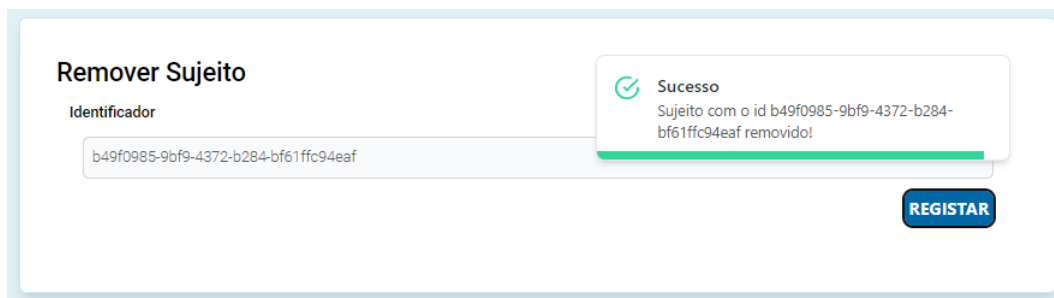 Remover Sujeito
Identificador
b49f0985-9bf9-4372-b284-bf61ffc94eaf
Sucesso
Sujeito com o id b49f0985-9bf9-4372-b284-
bf61ffc94eaf removido!
REGISTAR